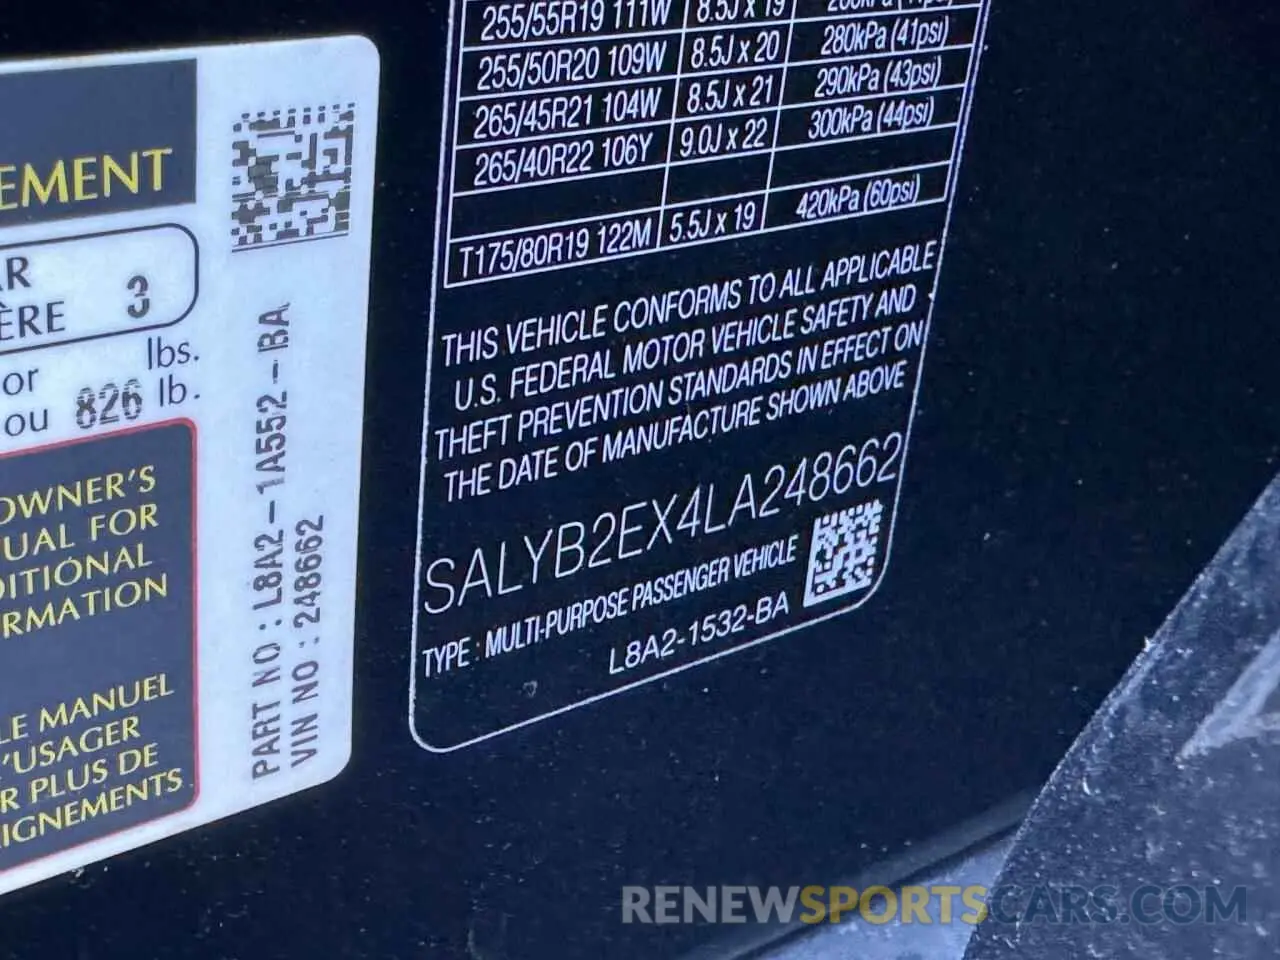 EMENT
AR
ÈRE 3
or lbs.
ou 826 lb.
OWNER'S
UAL FOR
DITIONAL
RMATION
LE MANUEL
'USAGER
R PLUS DE
IGNEMENTS
PART NO : L8A2-1A552-BA
VIN NO : 248662
255/55R19 111W 8.5J x 19
255/50R20 109W 8.5J x 20 280kPa (41psi)
265/45R21 104W 8.5J x 21 290kPa (43psi)
265/40R22 106Y 9.0J x 22 300kPa (44psi)
T175/80R19 122M 5.5J x 19 420kPa (60psi)
THIS VEHICLE CONFORMS TO ALL APPLICABLE
U.S. FEDERAL MOTOR VEHICLE SAFETY AND
THEFT PREVENTION STANDARDS IN EFFECT ON
THE DATE OF MANUFACTURE SHOWN ABOVE
SALYB2EX4LA248662
TYPE : MULTI-PURPOSE PASSENGER VEHICLE
L8A2-1532-BA
RENEWSPORTSCARS.COM